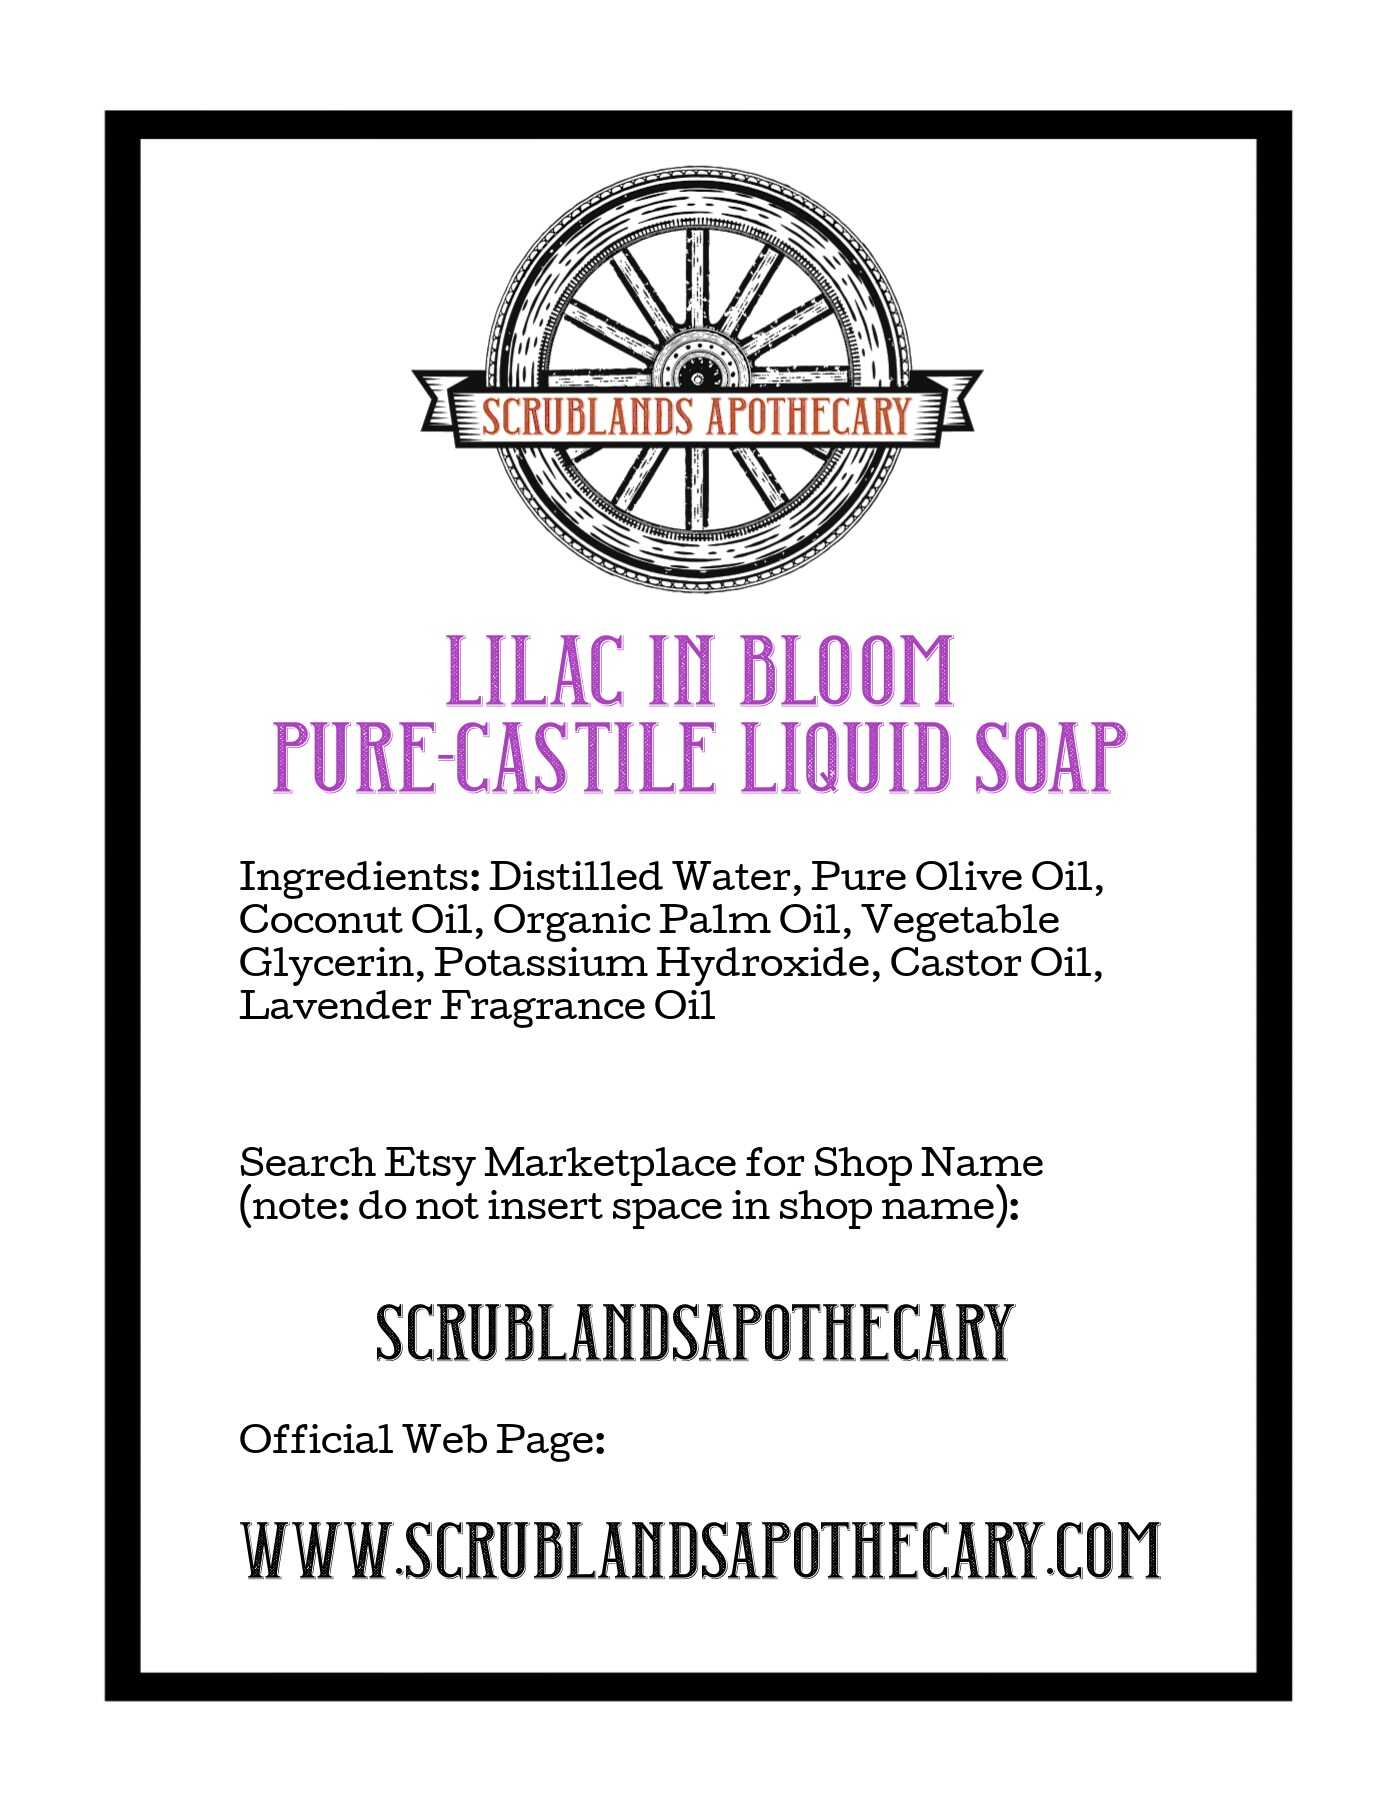 SCRUBLANDS APOTHECARY
LILAC IN BLOOM
PURE-CASTILE LIQUID SOAP
Ingredients: Distilled Water, Pure Olive Oil,
Coconut Oil, Organic Palm Oil, Vegetable
Glycerin, Potassium Hydroxide, Castor Oil,
Lavender Fragrance Oil
Search Etsy Marketplace for Shop Name
(note: do not insert space in shop name):
SCRUBLANDSAPOTHECARY
Official Web Page:
WWW.SCRUBLANDSAPOTHECARY.COM